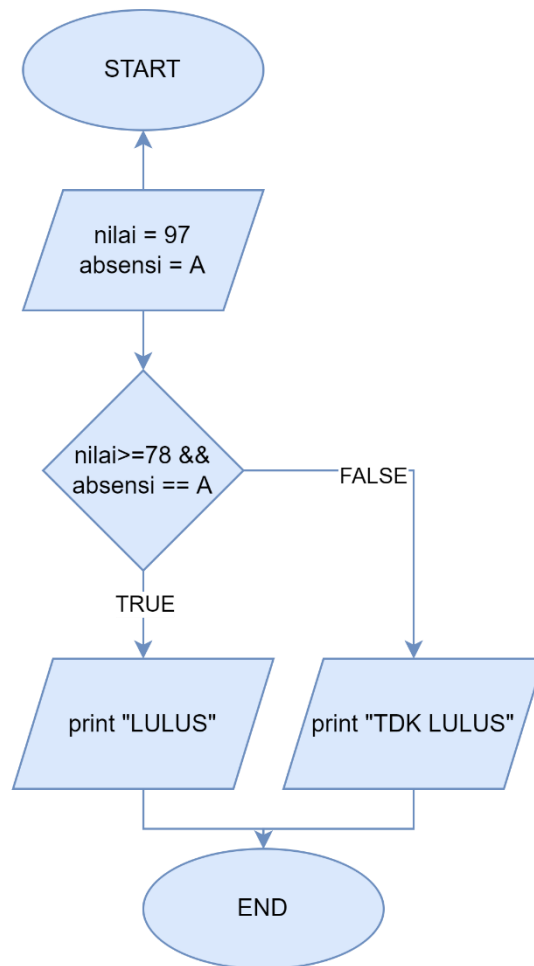 START
nilai = 97
absensi = A
nilai>=78 &&
absensi == A
FALSE
TRUE
print "LULUS"
print "TDK LULUS"
END